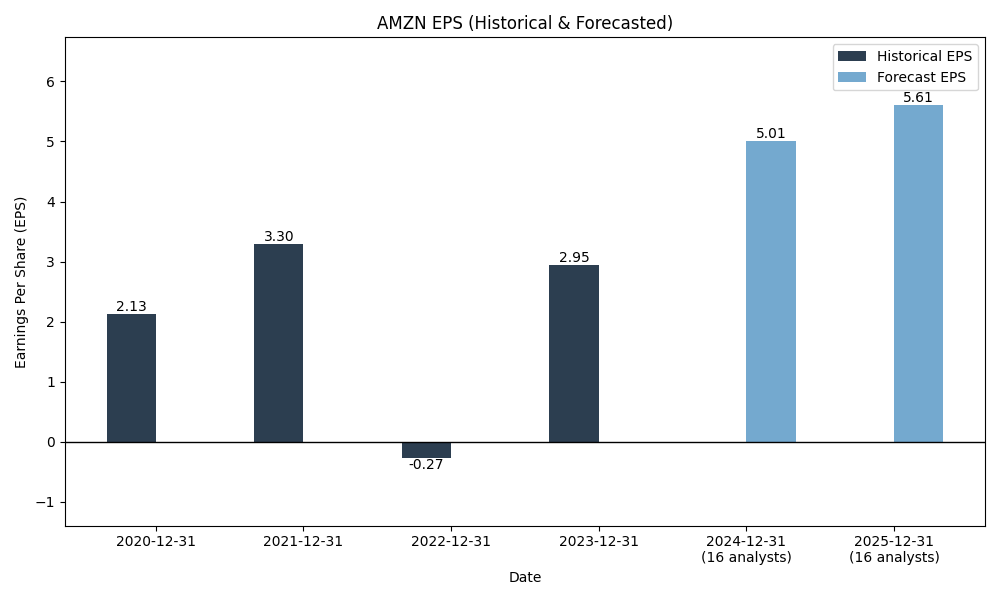 AMZN EPS (Historical & Forecasted)
Historical EPS
Forecast EPS
Earnings Per Share (EPS)
6
5
4
3
2
1
0
−1
2.13
3.30
-0.27
2.95
5.01
5.61
2020-12-31
2021-12-31
2022-12-31
2023-12-31
2024-12-31
(16 analysts)
2025-12-31
(16 analysts)
Date